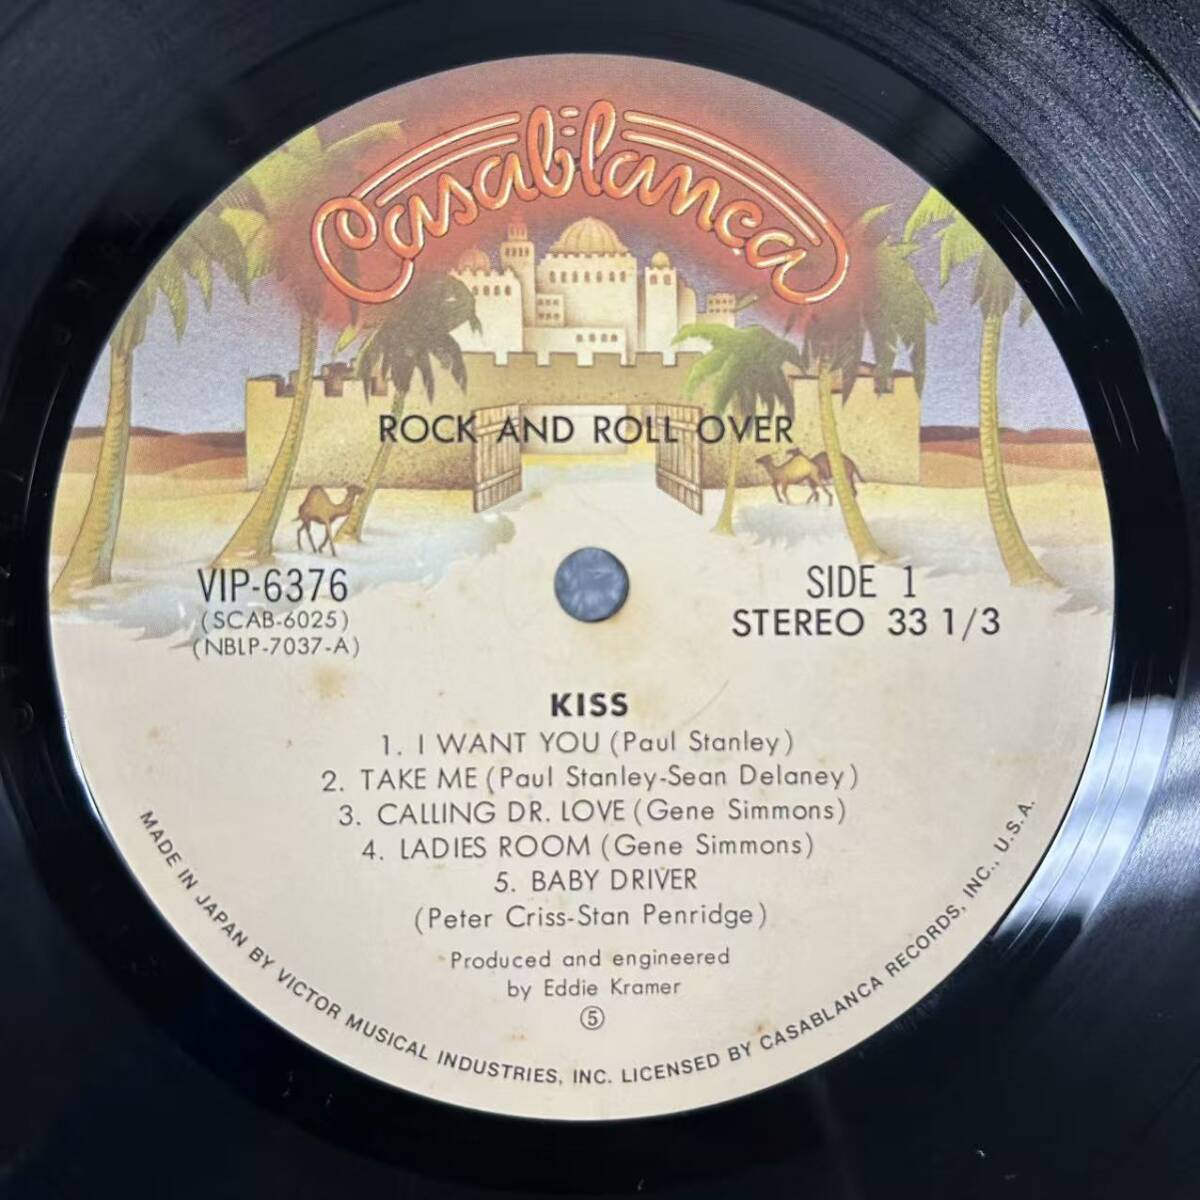 Casablanca
ROCK AND ROLL OVER
VIP-6376
(SCAB-6025)
(NBLP-7037-A)
SIDE 1
STEREO 33 1/3
KISS
1. I WANT YOU (Paul Stanley)
2. TAKE ME (Paul Stanley-Sean Delaney)
3. CALLING DR. LOVE (Gene Simmons)
4. LADIES ROOM (Gene Simmons)
5. BABY DRIVER
(Peter Criss-Stan Penridge)
Produced and engineered
by Eddie Kramer
⑤
MADE IN JAPAN BY VICTOR MUSICAL INDUSTRIES, INC. LICENSED BY CASABLANCA RECORDS, INC., U.S.A.